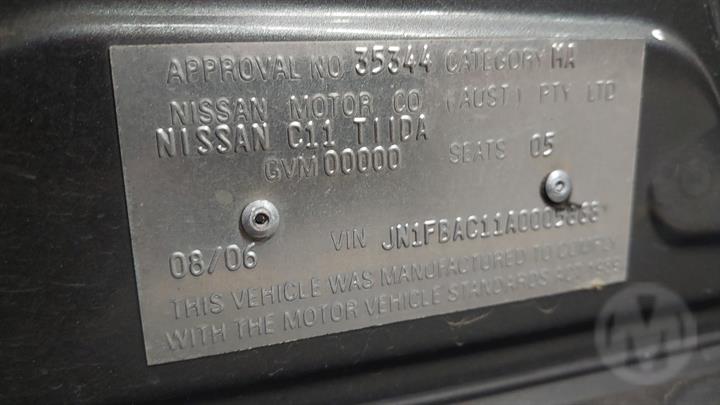 APPROVAL NO 35344 CATEGORY MA
NISSAN MOTOR CO (AUST) PTY LTD
NISSAN C11 TIIDA
GVM 00000 SEATS 05
08/06 VIN
THIS VEHICLE WAS MANUFACTURED TO COMPLY
WITH THE MOTOR VEHICLE STANDARDS ACT 1989
M